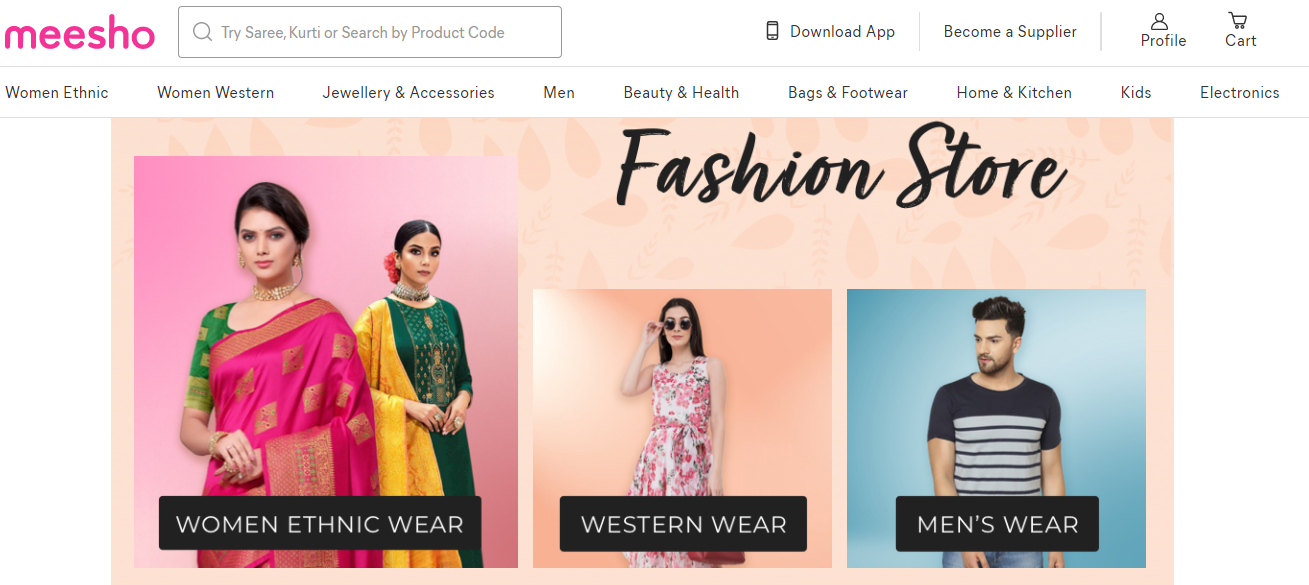 meesho
Try Saree, Kurti or Search by Product Code
Download App
Become a Supplier
Profile
Cart
Women Ethnic
Women Western
Jewellery & Accessories
Men
Beauty & Health
Bags & Footwear
Home & Kitchen
Kids
Electronics
Fashion Store
WOMEN ETHNIC WEAR
WESTERN WEAR
MEN'S WEAR